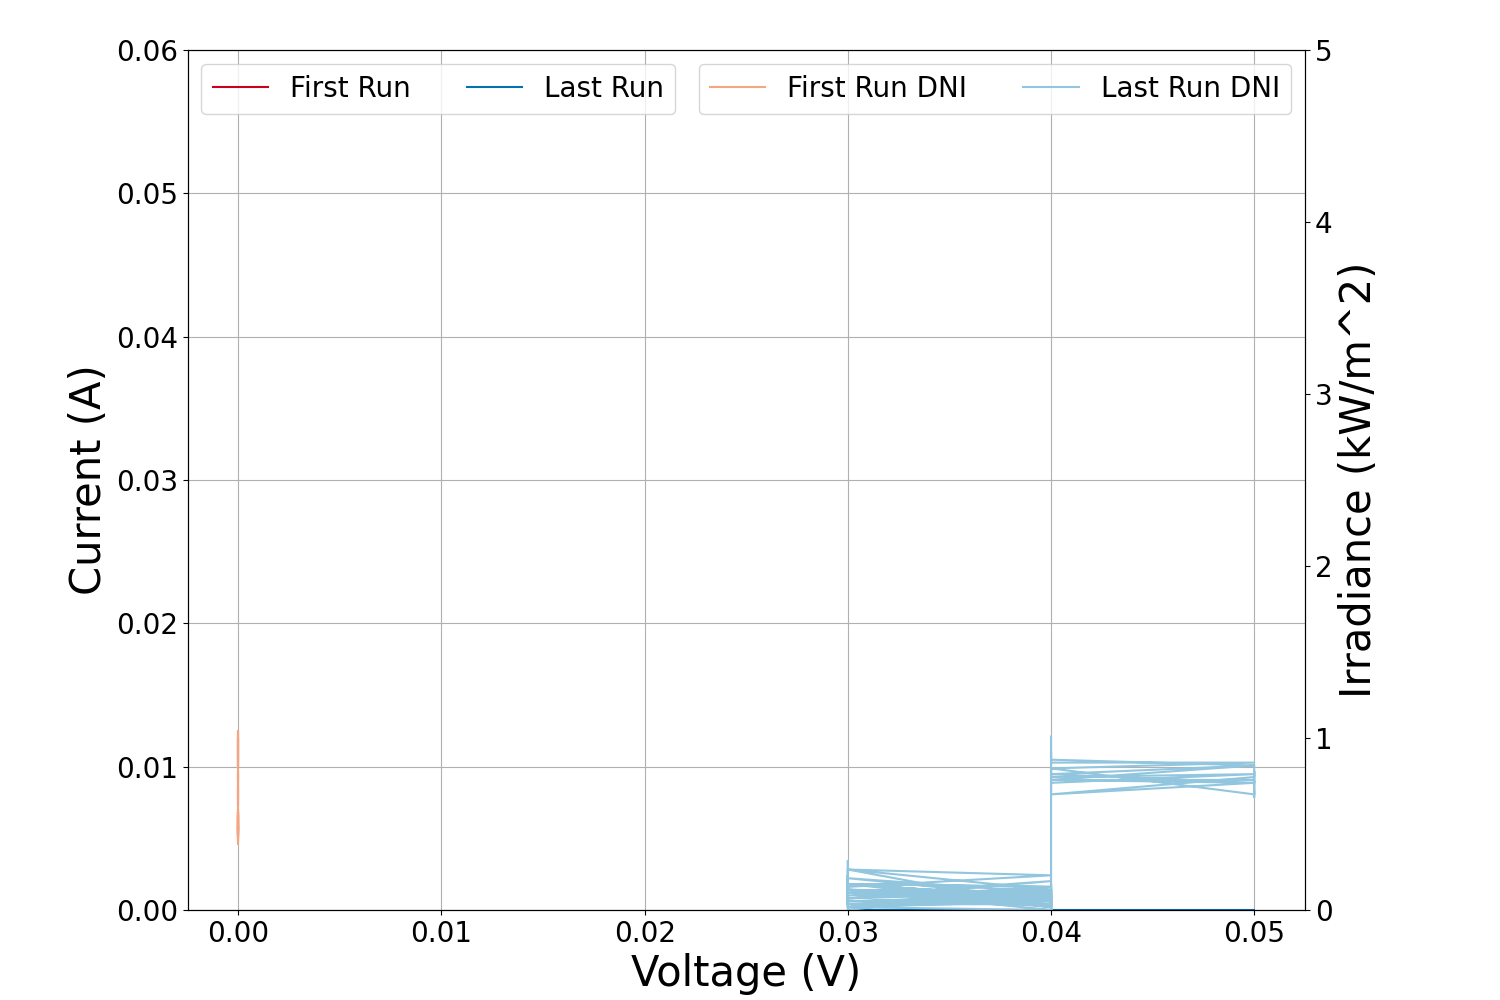 First Run
Last Run
First Run DNI
Last Run DNI
0.06
0.05
0.04
0.03
0.02
0.01
0.00
Current (A)
5
4
3
2
1
0
Irradiance (kW/m^2)
0.00 0.01 0.02 0.03 0.04 0.05
Voltage (V)